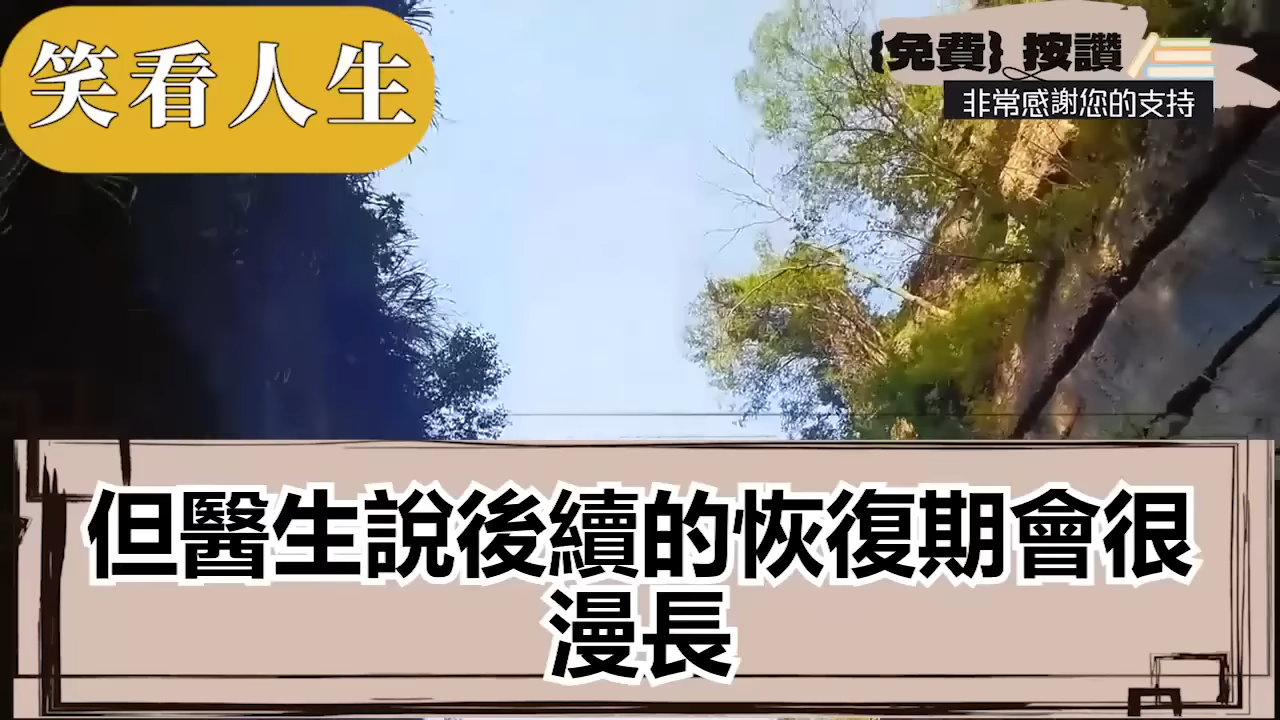 笑看人生
{免費} 按讚
非常感謝您的支持
但醫生說後續的恢復期會很
漫長